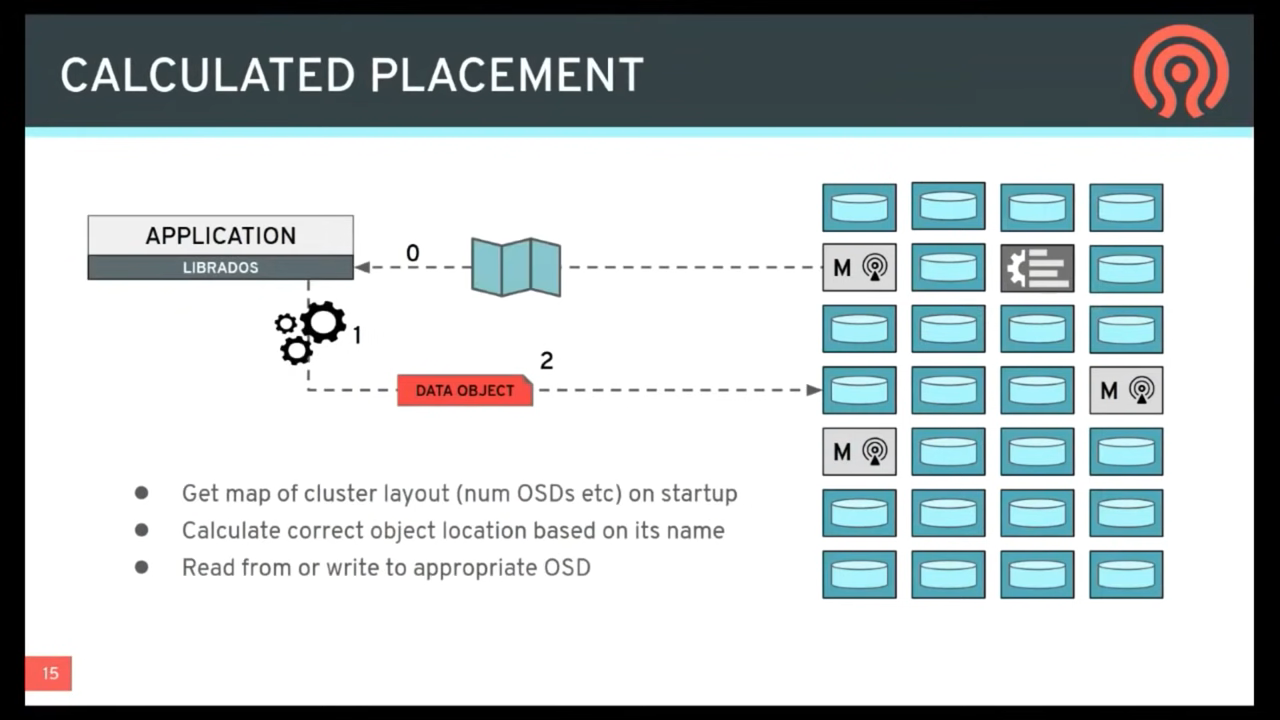 CALCULATED PLACEMENT
APPLICATION
LIBRADOS
0
1
2
DATA OBJECT
M
M
M
● Get map of cluster layout (num OSDs etc) on startup
● Calculate correct object location based on its name
● Read from or write to appropriate OSD
15